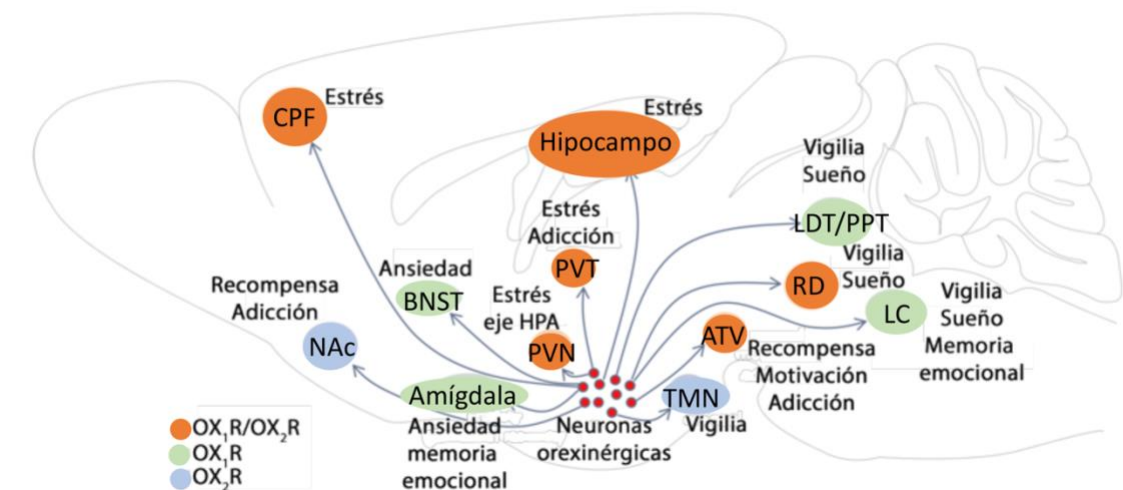 CPF
Estrés
Estrés
Hipocampo
Vigilia
Sueño
LDT/PPT
Estrés
Adicción
PVT
Vigilia
Sueño
RD
Ansiedad
BNST
Recompensa
Adicción
NAc
Estrés
eje HPA
PVN
LC
Vigilia
Sueño
Memoria
emocional
ATV
Recompensa
Motivación
Adicción
Amígdala
Ansiedad
memoria
emocional
Neuronas
orexinérgicas
TMN
Vigilia
OX₁R/OX₂R
OX₁R
OX₂R